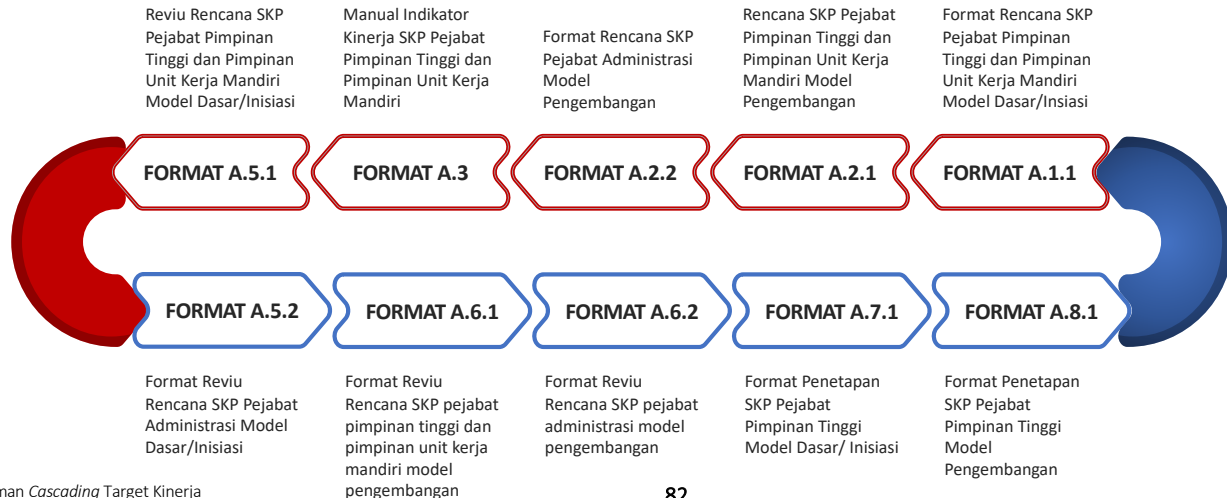 Reviu Rencana SKP
Pejabat Pimpinan
Tinggi dan Pimpinan
Unit Kerja Mandiri
Model Dasar/Inisiasi
Manual Indikator
Kinerja SKP Pejabat
Pimpinan Tinggi dan
Pimpinan Unit Kerja
Mandiri
Format Rencana SKP
Pejabat Administrasi
Model
Pengembangan
Rencana SKP Pejabat
Pimpinan Tinggi dan
Pimpinan Unit Kerja
Mandiri Model
Pengembangan
Format Rencana SKP
Pejabat Pimpinan
Tinggi dan Pimpinan
Unit Kerja Mandiri
Model Dasar/Inisiasi
FORMAT A.5.1
FORMAT A.3
FORMAT A.2.2
FORMAT A.2.1
FORMAT A.1.1
FORMAT A.5.2
FORMAT A.6.1
FORMAT A.6.2
FORMAT A.7.1
FORMAT A.8.1
Format Reviu
Rencana SKP Pejabat
Administrasi Model
Dasar/Inisiasi
Format Reviu
Rencana SKP pejabat
pimpinan tinggi dan
pimpinan unit kerja
mandiri model
pengembangan
Format Reviu
Rencana SKP pejabat
administrasi model
pengembangan
Format Penetapan
SKP Pejabat
Pimpinan Tinggi
Model Dasar/ Inisiasi
Format Penetapan
SKP Pejabat
Pimpinan Tinggi
Model
Pengembangan
Cascading Target Kinerja
82